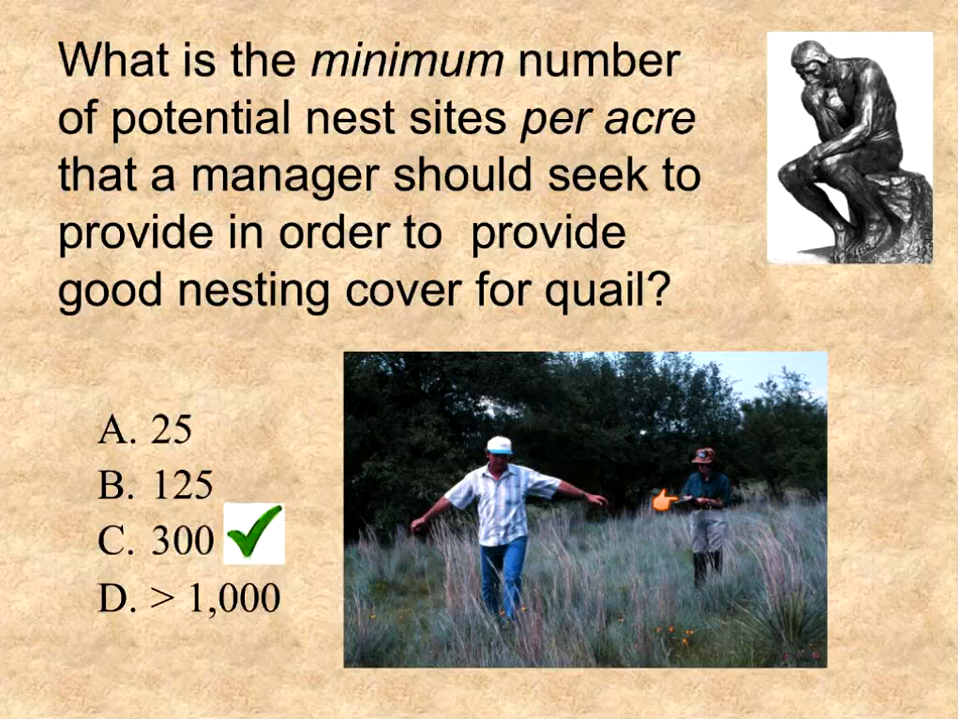 What is the minimum number
of potential nest sites per acre
that a manager should seek to
provide in order to  provide
good nesting cover for quail?
A. 25
B. 125
C. 300
D. > 1,000